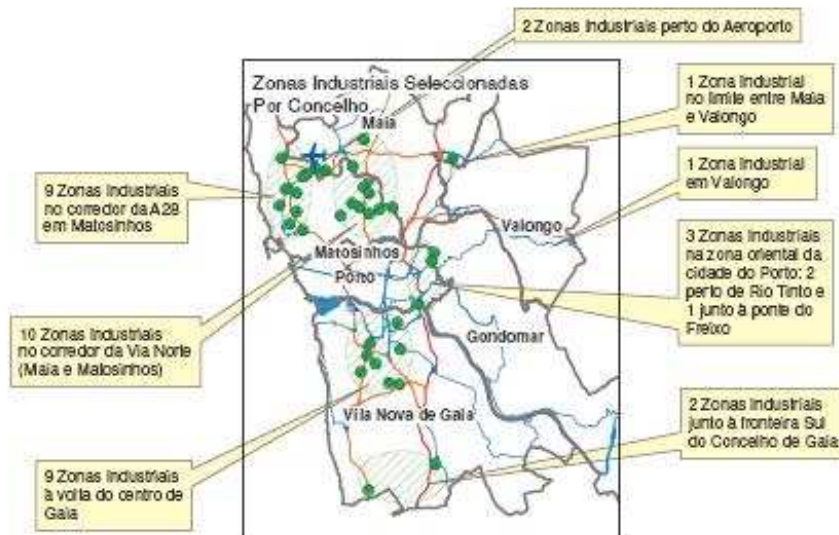 2 Zonas Industriais perto do Aeroporto
Zonas Industriais Seleccionadas
Por Concelho
Maia
1 Zona Industrial
no limite entre Maia
e Valongo
9 Zonas Industriais
no corredor da A28
em Matosinhos
1 Zona Industrial
em Valongo
Valongo
Matosinhos
Porto
3 Zonas Industriais
na zona oriental da
cidade do Porto: 2
perto de Rio Tinto e
1 junto à ponte do
Freixo
10 Zonas Industriais
no corredor da Via Norte
(Maia e Matosinhos)
Gondomar
Vila Nova de Gaia
2 Zonas Industriais
junto à fronteira Sul
do Concelho de Gaia
9 Zonas Industriais
à volta do centro de
Gaia